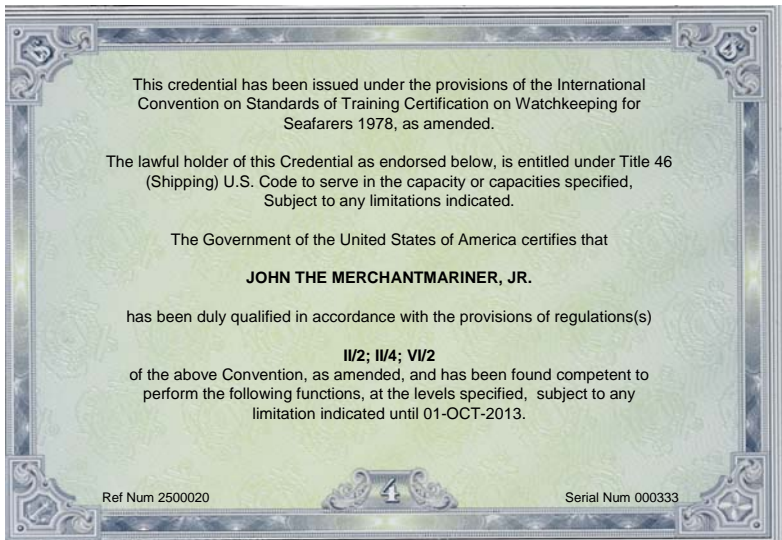 This credential has been issued under the provisions of the International
Convention on Standards of Training Certification on Watchkeeping for
Seafarers 1978, as amended.
The lawful holder of this Credential as endorsed below, is entitled under Title 46
(Shipping) U.S. Code to serve in the capacity or capacities specified,
Subject to any limitations indicated.
The Government of the United States of America certifies that
JOHN THE MERCHANTMARINER, JR.
has been duly qualified in accordance with the provisions of regulations(s)
II/2; II/4; VI/2
of the above Convention, as amended, and has been found competent to
perform the following functions, at the levels specified, subject to any
limitation indicated until 01-OCT-2013.
Ref Num 2500020
4
Serial Num 000333